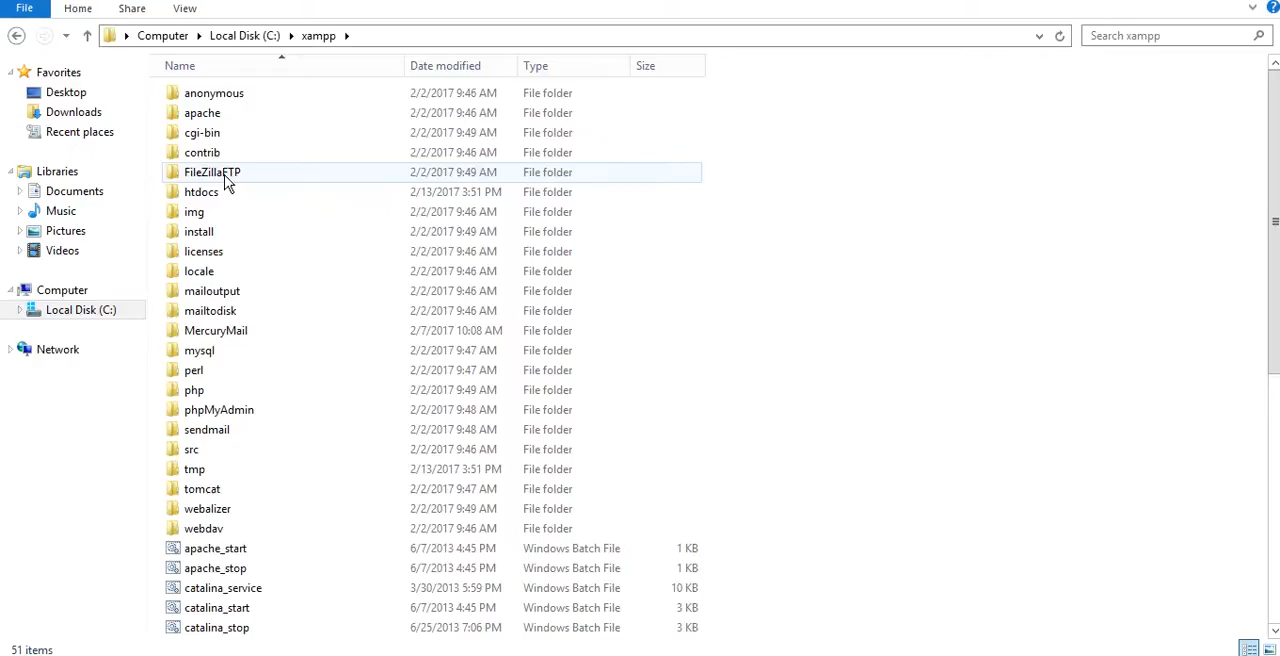 File Home Share View
Computer Local Disk (C:) xampp Search xampp
Favorites
Desktop
Downloads
Recent places
Libraries
Documents
Music
Pictures
Videos
Computer
Local Disk (C:)
Network
Name Date modified Type Size
anonymous 2/2/2017 9:46 AM File folder
apache 2/2/2017 9:46 AM File folder
cgi-bin 2/2/2017 9:49 AM File folder
contrib 2/2/2017 9:46 AM File folder
FileZillaFTP 2/2/2017 9:49 AM File folder
htdocs 2/13/2017 3:51 PM File folder
img 2/2/2017 9:46 AM File folder
install 2/2/2017 9:49 AM File folder
licenses 2/2/2017 9:46 AM File folder
locale 2/2/2017 9:46 AM File folder
mailoutput 2/2/2017 9:46 AM File folder
mailtodisk 2/2/2017 9:46 AM File folder
MercuryMail 2/7/2017 10:08 AM File folder
mysql 2/2/2017 9:47 AM File folder
perl 2/2/2017 9:47 AM File folder
php 2/2/2017 9:49 AM File folder
phpMyAdmin 2/2/2017 9:48 AM File folder
sendmail 2/2/2017 9:48 AM File folder
src 2/2/2017 9:46 AM File folder
tmp 2/13/2017 3:51 PM File folder
tomcat 2/2/2017 9:47 AM File folder
webalizer 2/2/2017 9:49 AM File folder
webdav 2/2/2017 9:46 AM File folder
apache_start 6/7/2013 4:45 PM Windows Batch File 1 KB
apache_stop 6/7/2013 4:45 PM Windows Batch File 1 KB
catalina_service 3/30/2013 5:59 PM Windows Batch File 10 KB
catalina_start 6/7/2013 4:45 PM Windows Batch File 3 KB
catalina_stop 6/25/2013 7:06 PM Windows Batch File 3 KB
51 items